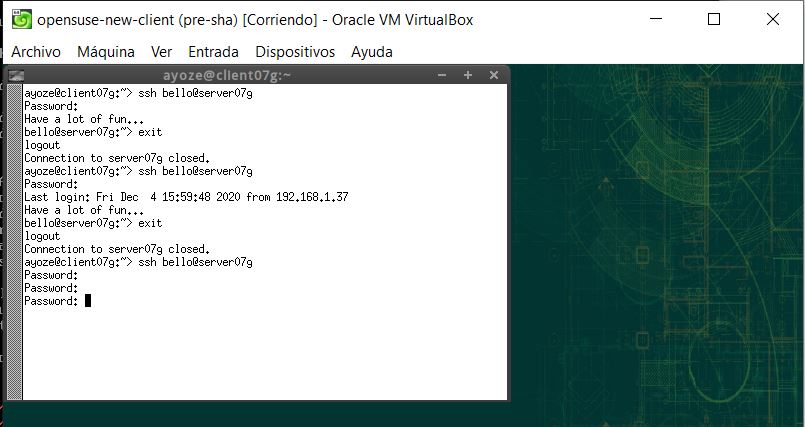 opensuse-new-client (pre-sha) [Corriendo] - Oracle VM VirtualBox
Archivo Máquina Ver Entrada Dispositivos Ayuda
ayoze@client07g:~
ayoze@client07g:~> ssh bello@server07g
Password:
Have a lot of fun...
bello@server07g:~> exit
logout
Connection to server07g closed.
ayoze@client07g:~> ssh bello@server07g
Password:
Last login: Fri Dec  4 15:59:48 2020 from 192.168.1.37
Have a lot of fun...
bello@server07g:~> exit
logout
Connection to server07g closed.
ayoze@client07g:~> ssh bello@server07g
Password:
Password:
Password: